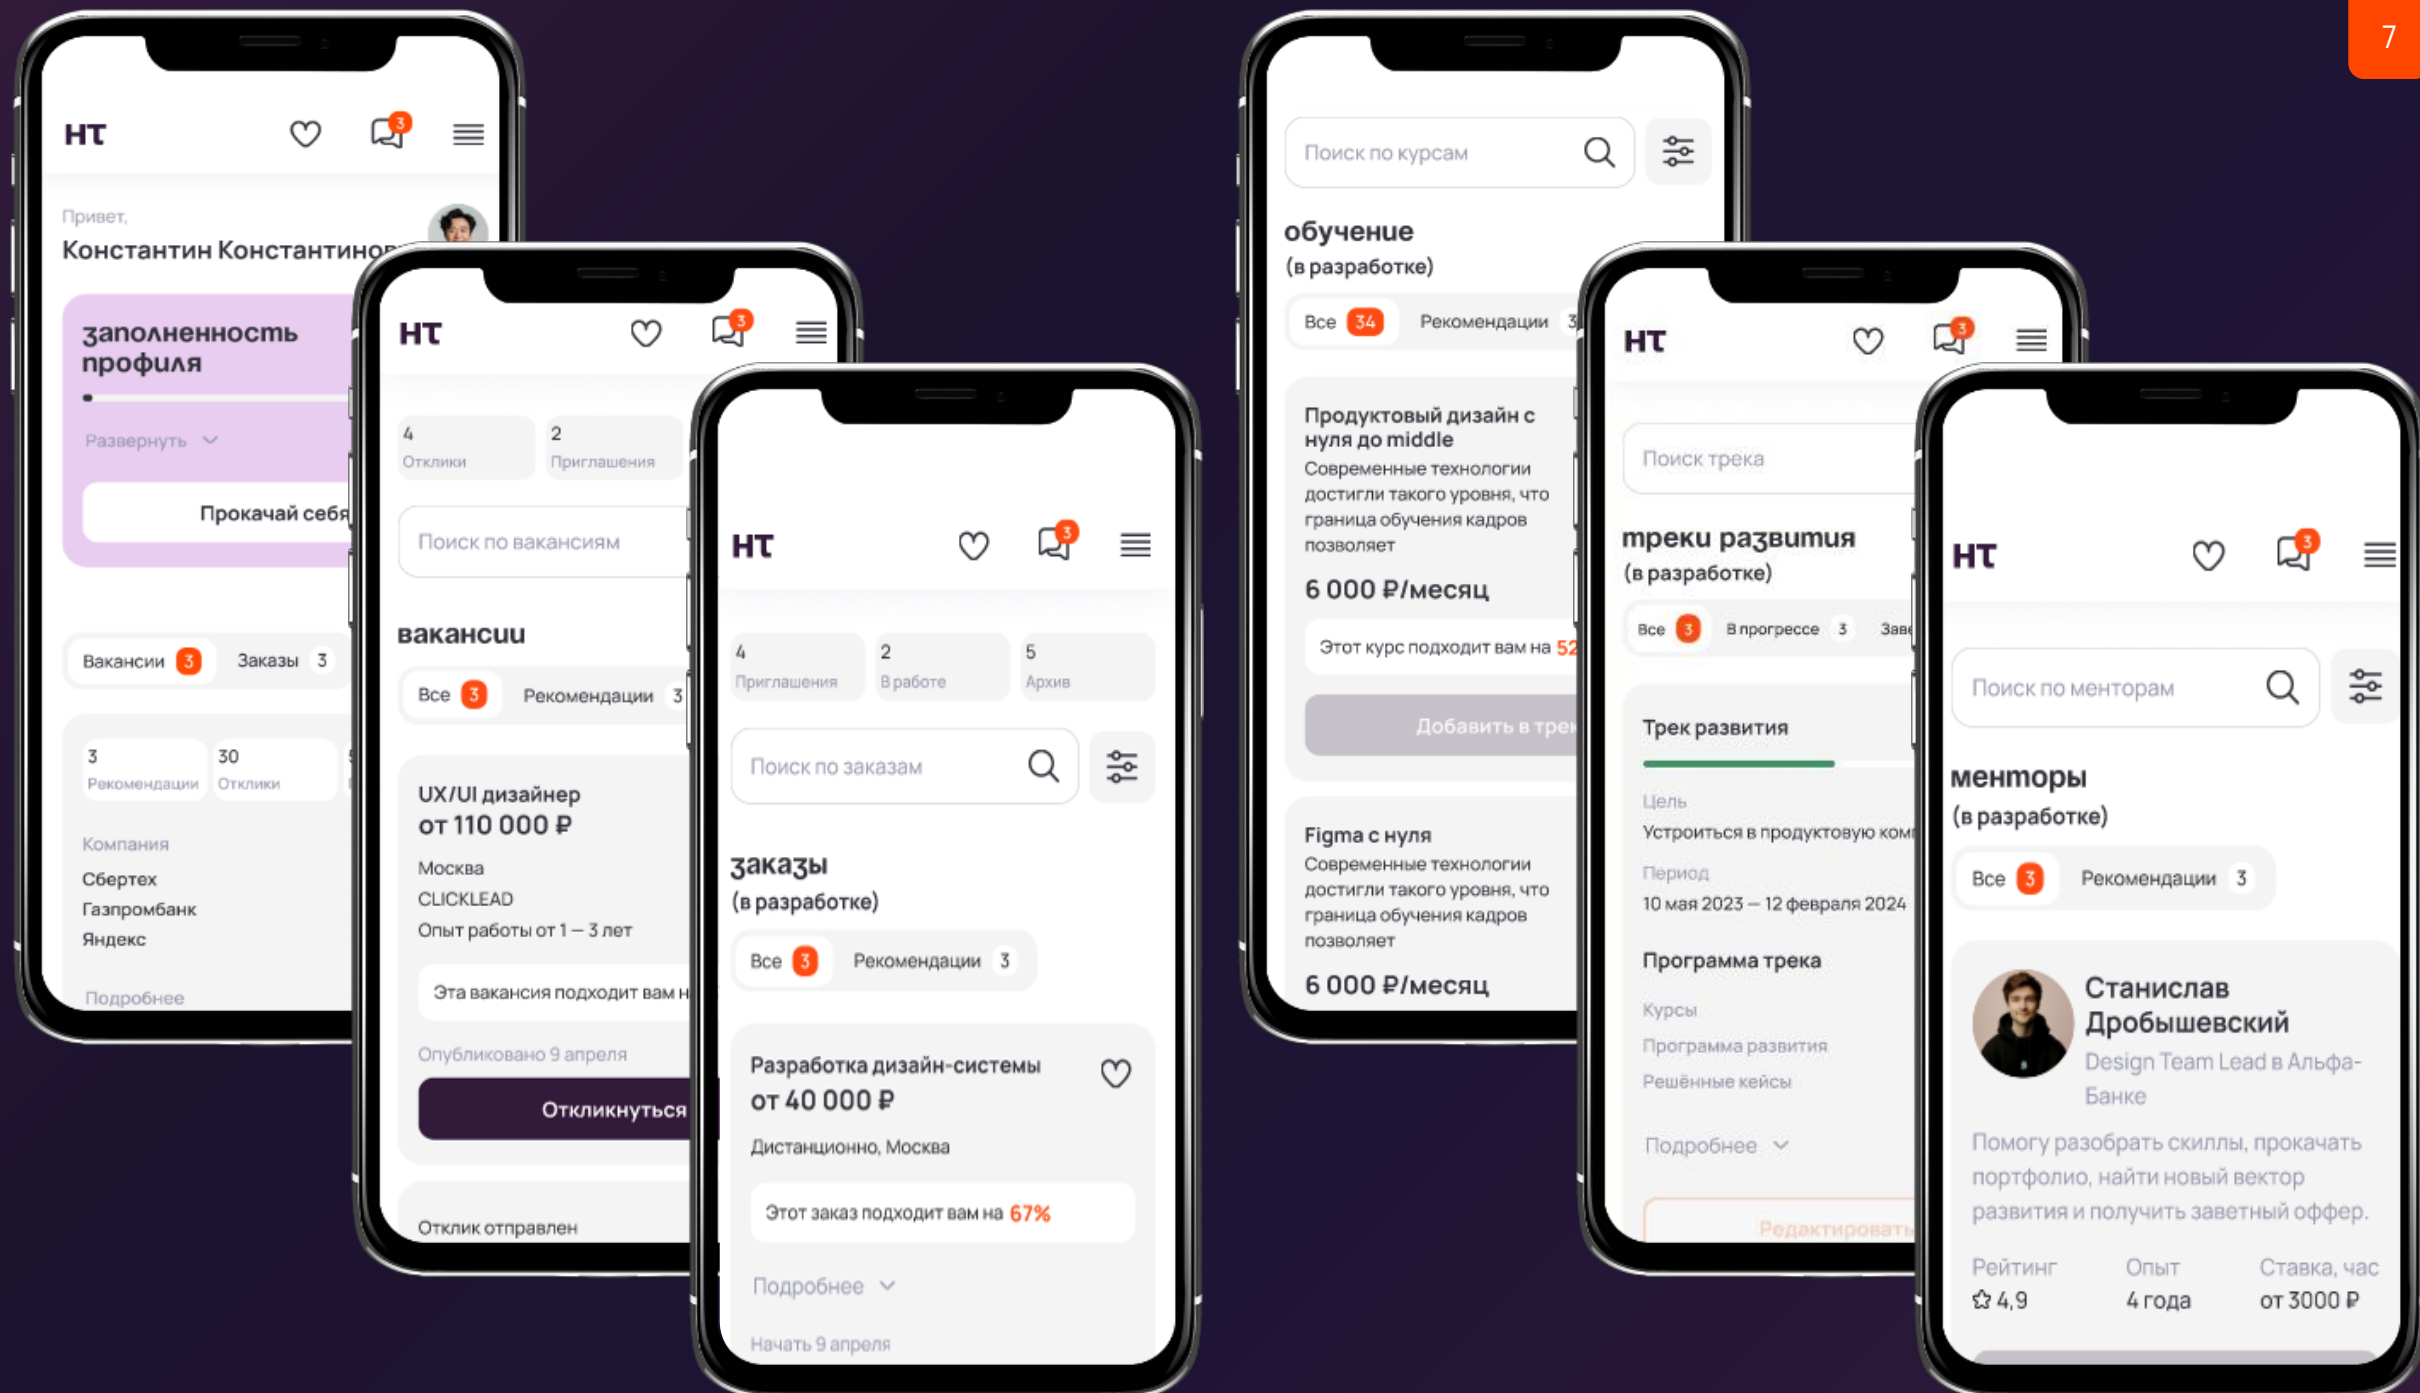 7
нт
3
Привет,
Константин Константинов
заполненность
профиля
Развернуть
Прокачай себя
Вакансии 3 Заказы 3
3 30
Рекомендации Отклики
Компания
Сбертех
Газпромбанк
Яндекс
Подробнее
нт
3
4 2
Отклики Приглашения
Поиск по вакансиям
вакансии
Все 3 Рекомендации 3
UX/UI дизайнер
от 110 000 ₽
Москва
CLICKLEAD
Опыт работы от 1 — 3 лет
Эта вакансия подходит вам
Опубликовано 9 апреля
Откликнуться
Отклик отправлен
нт
3
4 2 5
Приглашения В работе Архив
Поиск по заказам
заказы
(в разработке)
Все 3 Рекомендации 3
Разработка дизайн-системы
от 40 000 ₽
Дистанционно, Москва
Этот заказ подходит вам на 67%
Подробнее
Начать 9 апреля
Поиск по курсам
обучение
(в разработке)
Все 34 Рекомендации 3
Продуктовый дизайн с
нуля до middle
Современные технологии
достигли такого уровня, что
граница обучения кадров
позволяет
6 000 ₽/месяц
Этот курс подходит вам на 52
Добавить в трек
Figma с нуля
Современные технологии
достигли такого уровня, что
граница обучения кадров
позволяет
6 000 ₽/месяц
нт
3
Поиск трека
треки развития
(в разработке)
Все 3 В прогрессе 3 Заве
Трек развития
Цель
Устроиться в продуктовую ком
Период
10 мая 2023 — 12 февраля 2024
Программа трека
Курсы
Программа развития
Решённые кейсы
Подробнее
Редактировать
нт
3
Поиск по менторам
менторы
(в разработке)
Все 3 Рекомендации 3
Станислав
Дробышевский
Design Team Lead в Альфа-
Банке
Помогу разобрать скиллы, прокачать
портфолио, найти новый вектор
развития и получить заветный оффер.
Рейтинг Опыт Ставка, час
4,9 4 года от 3000 ₽